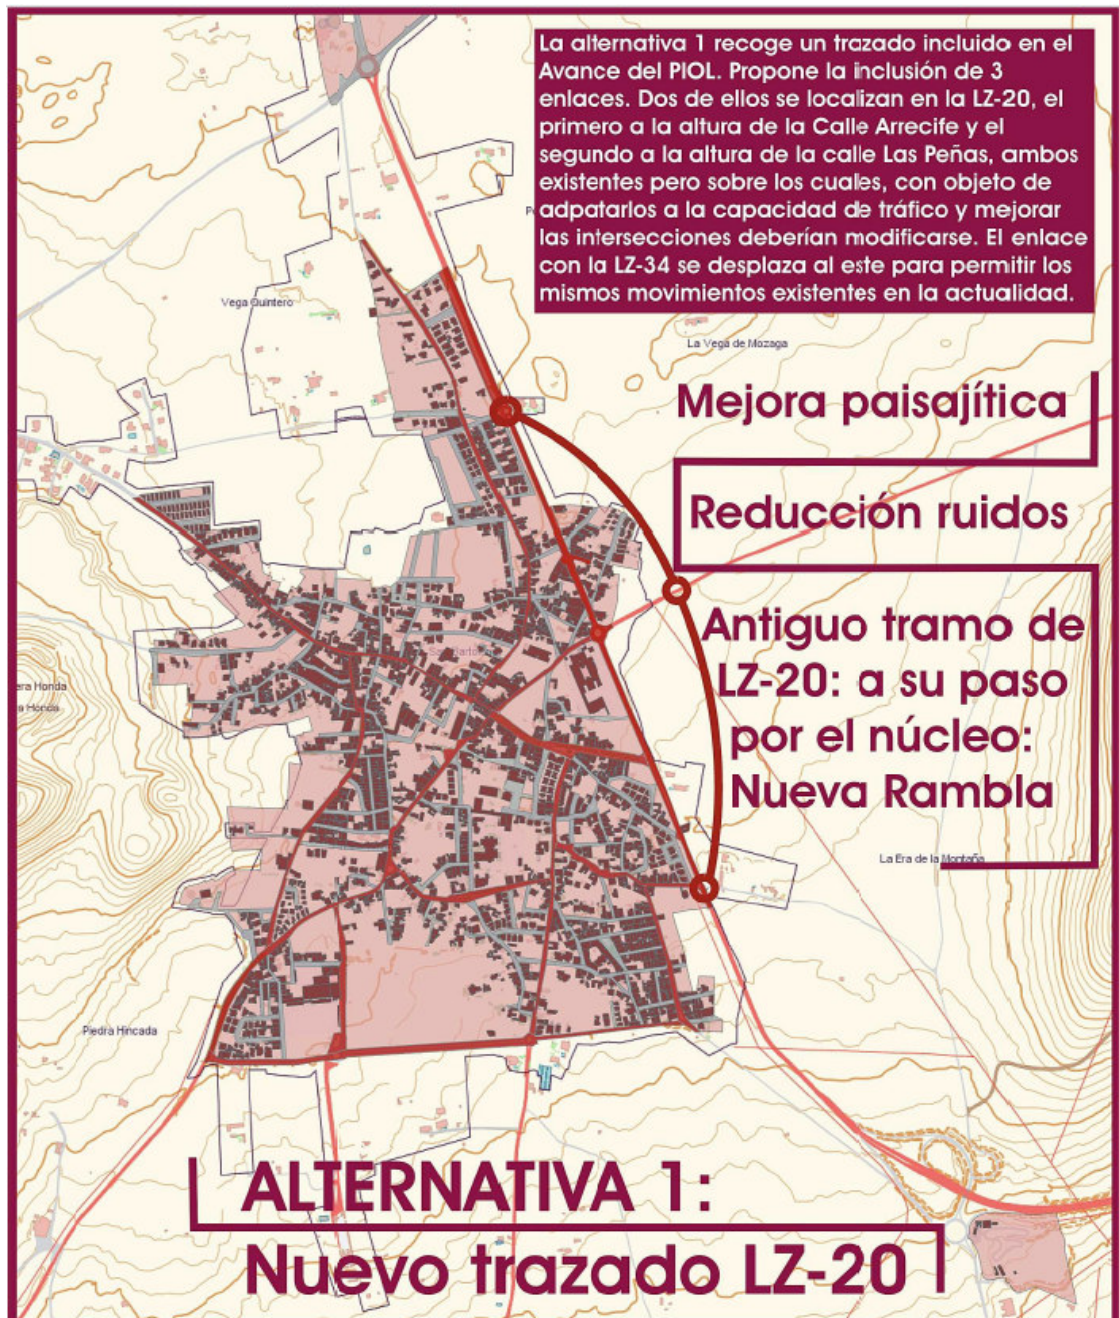 La alternativa 1 recoge un trazado incluido en el
Avance del PIOL. Propone la inclusión de 3
enlaces. Dos de ellos se localizan en la LZ-20, el
primero a la altura de la Calle Arrecife y el
segundo a la altura de la calle Las Peñas, ambos
existentes pero sobre los cuales, con objeto de
adpatarlos a la capacidad de tráfico y mejorar
las intersecciones deberían modificarse. El enlace
con la LZ-34 se desplaza al este para permitir los
mismos movimientos existentes en la actualidad.
Vega Quintero
La Vega de Mozaga
Mejora paisajítica
Reducción ruidos
Antiguo tramo de
LZ-20: a su paso
por el núcleo:
Nueva Rambla
Honda
Honda
La Era de la Montaña
Piedra Hincada
ALTERNATIVA 1:
Nuevo trazado LZ-20